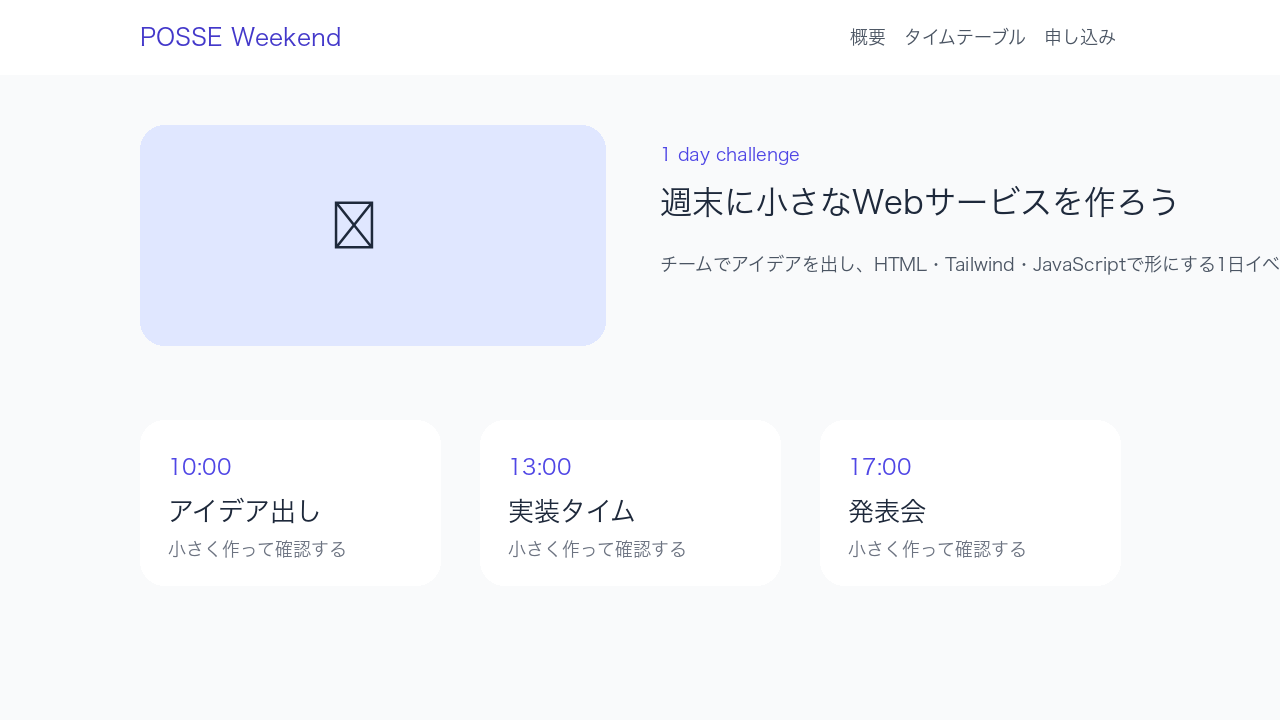 POSSE Weekend
概要 タイムテーブル 申し込み
1 day challenge
週末に小さなWebサービスを作ろう
チームでアイデアを出し、HTML・Tailwind・JavaScriptで形にする1日イベ
10:00
アイデア出し
小さく作って確認する
13:00
実装タイム
小さく作って確認する
17:00
発表会
小さく作って確認する